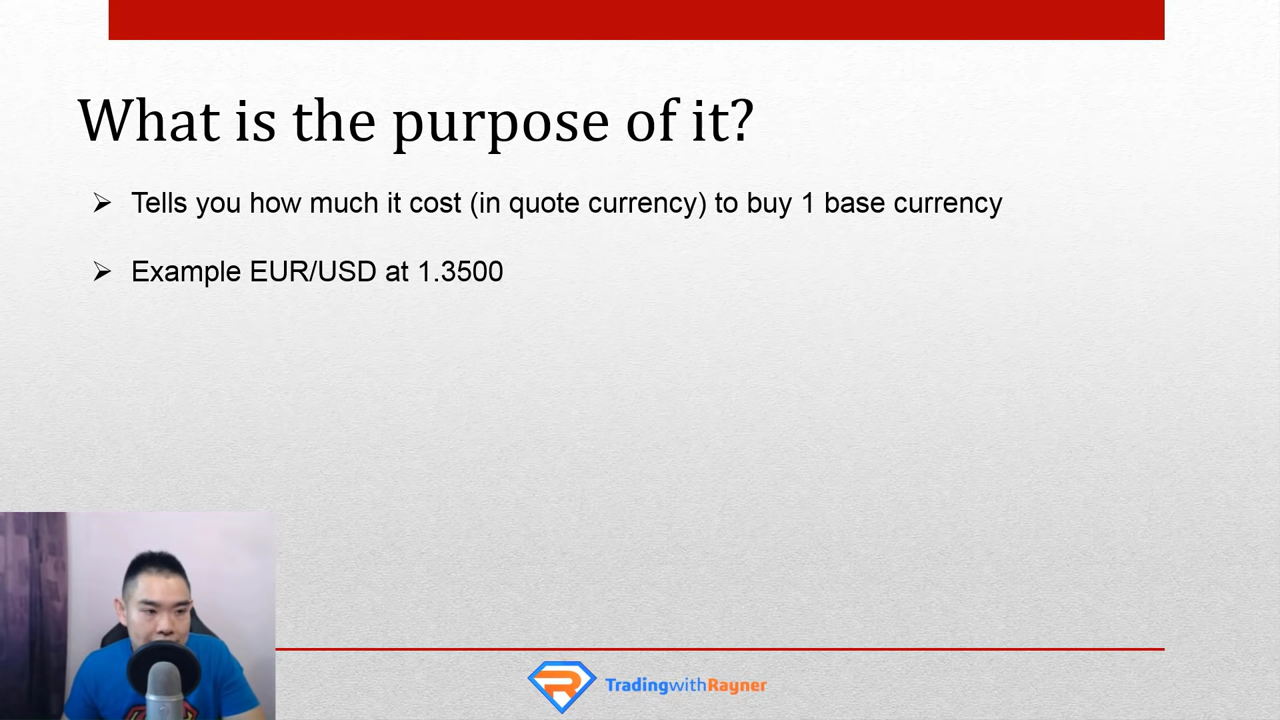 What is the purpose of it?
Tells you how much it cost (in quote currency) to buy 1 base currency
Example EUR/USD at 1.3500
TradingwithRayner